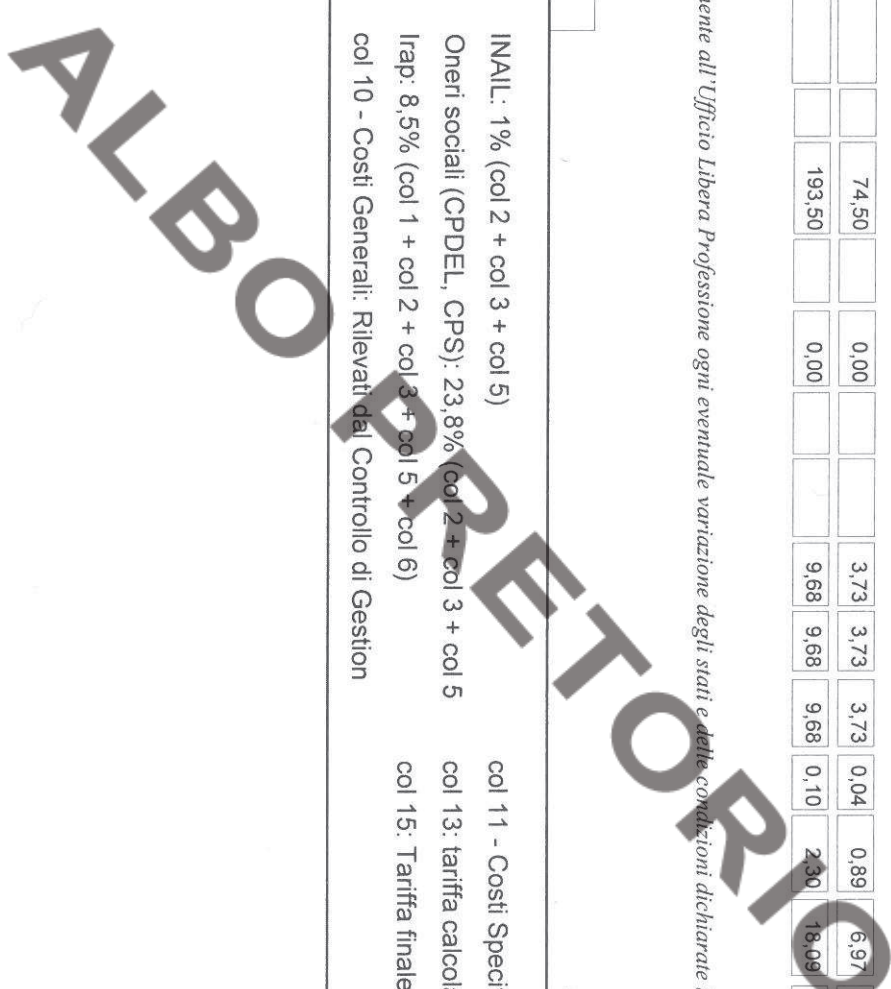 74,50 0,00 3,73 3,73 3,73 0,04 0,89 6,97
193,50 0,00 9,68 9,68 9,68 0,10 2,30 18,09
all'Ufficio Libera Professione ogni eventuale variazione degli stati e delle condizioni dichiarate
INAIL: 1% (col 2 + col 3 + col 5)
Oneri sociali (CPDEL, CPS): 23,8% (col 2 + col 3 + col 5
Irap: 8,5% (col 1 + col 2 + col 3 + col 5 + col 6)
col 10 - Costi Generali: Rilevati dal Controllo di Gestion
col 11 - Costi Speci
col 13: tariffa calcol
col 15: Tariffa finale
ALBO PRETORIO